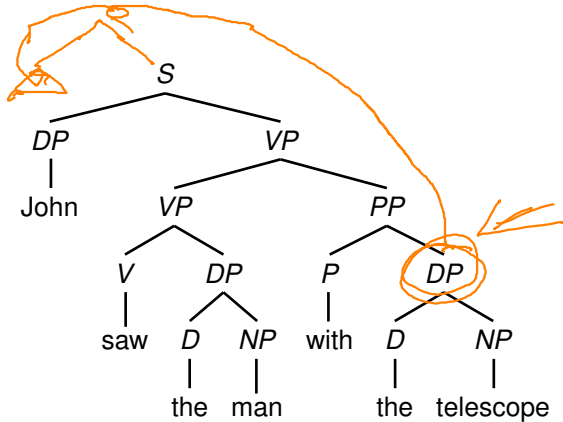 S
DP VP
John VP PP
V DP P DP
saw D NP with D NP
the man the telescope